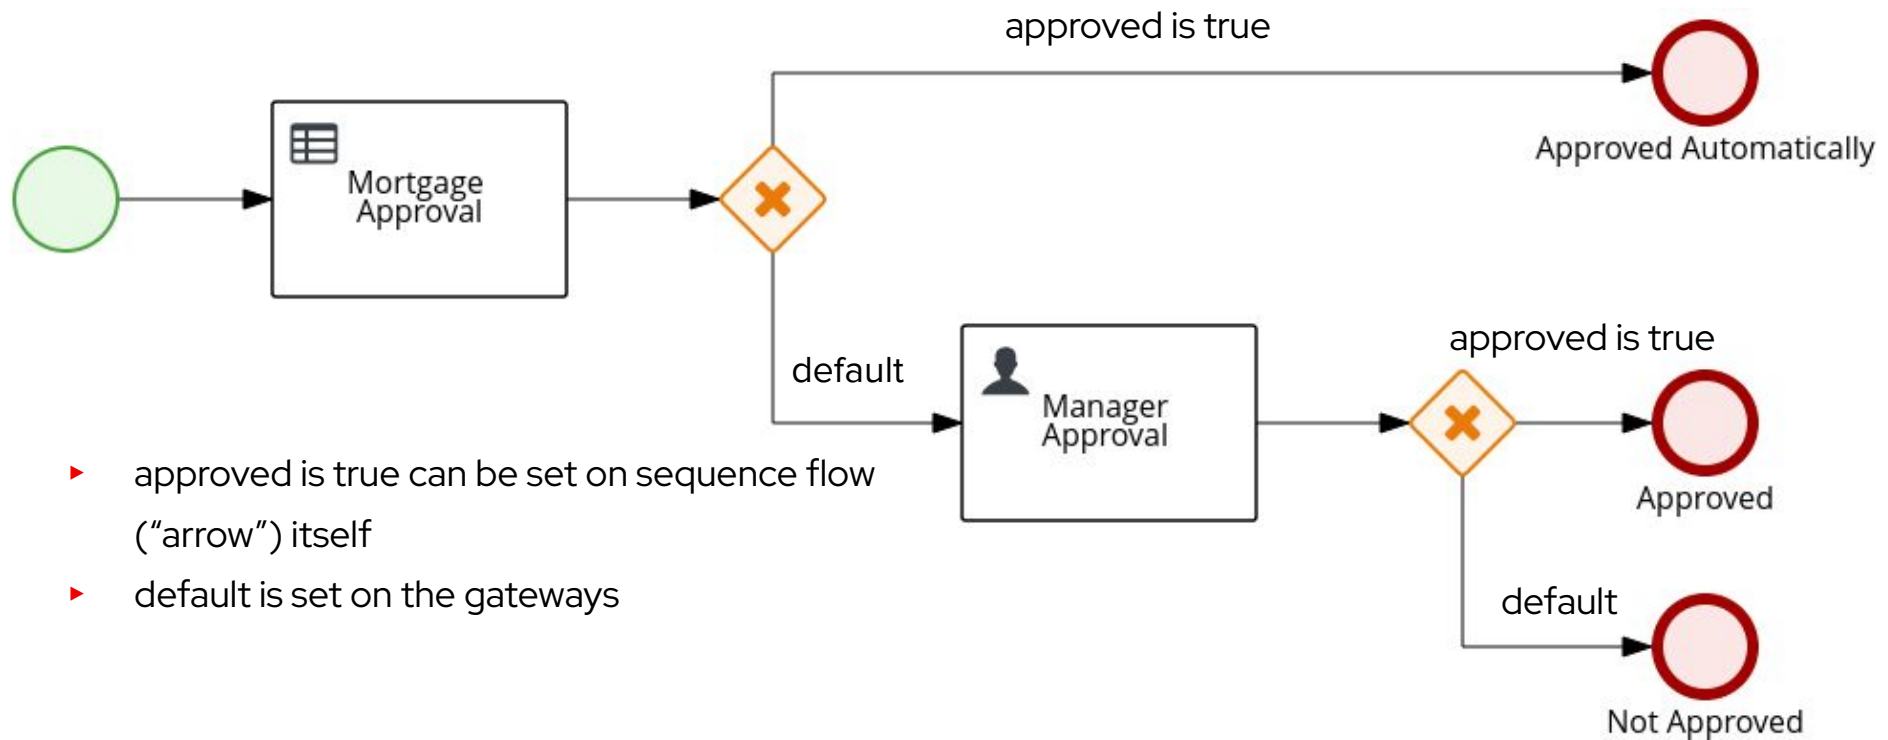 approved is true
Approved Automatically
Mortgage
Approval
approved is true
default
Manager
Approval
approved is true can be set on sequence flow
(“arrow”) itself
Approved
default is set on the gateways
default
Not Approved